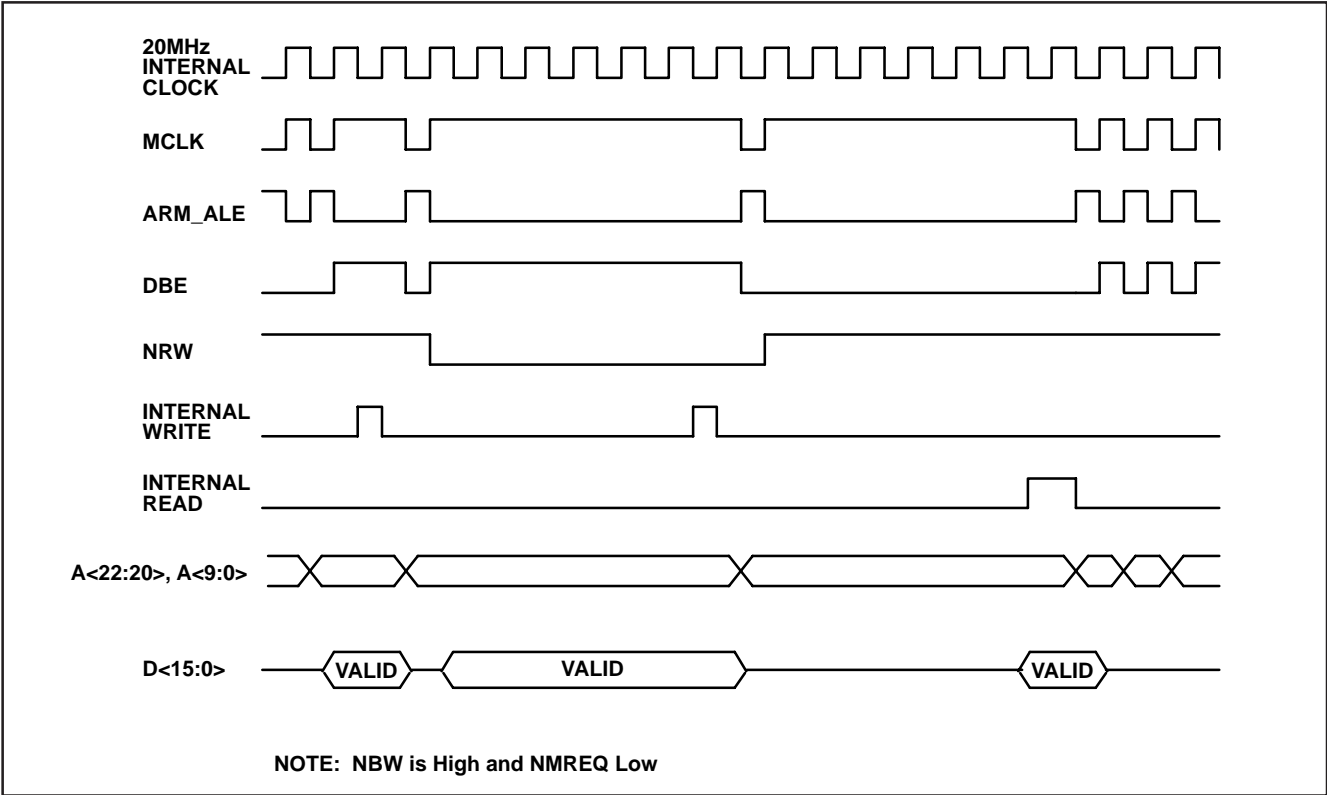 20MHz
INTERNAL
CLOCK
MCLK
ARM_ALE
DBE
NRW
INTERNAL
WRITE
INTERNAL
READ
A<22:20>, A<9:0>
D<15:0>
VALID
VALID
VALID
NOTE: NBW is High and NMREQ Low